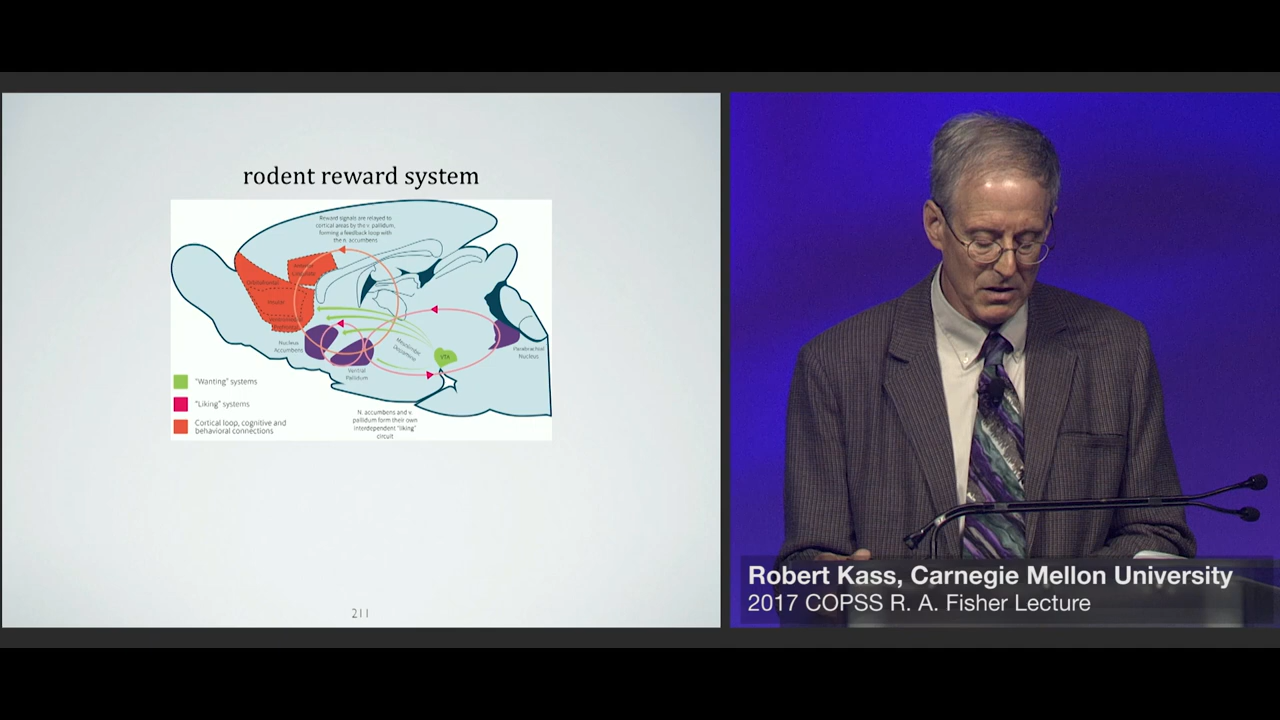 rodent reward system
Reward signals are relayed to
cortical areas by the v. pallidum,
forming a feedback loop with
the n. accumbens
Nucleus
Accumbens
Ventral
Pallidum
Mesolimbic
Dopamine
VTA
Parabrachial
Nucleus
"Wanting" systems
"Liking" systems
Cortical loop, cognitive and
behavioral connections
N. accumbens and v.
pallidum form their own
interdependent "liking"
circuit
211
Robert Kass, Carnegie Mellon University
2017 COPSS R. A. Fisher Lecture